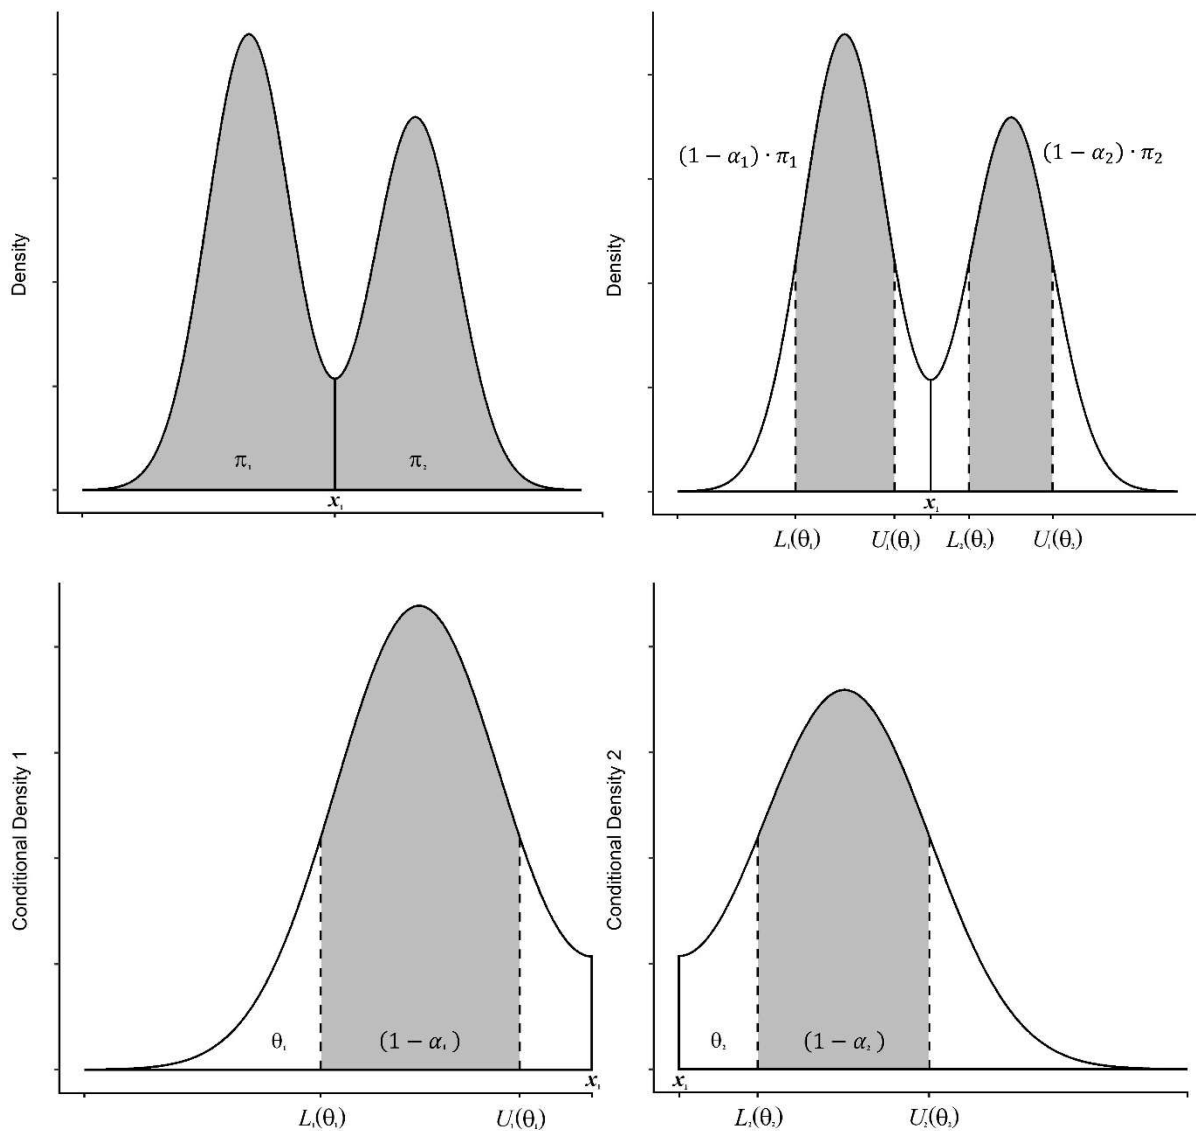 Density
π₁
π₂
x₁
Density
(1 − α₁) · π₁
(1 − α₂) · π₂
x₁
L₁(θ₁)
U₁(θ₁)
L₂(θ₂)
U₁(θ₂)
Conditional Density 1
θ₁
(1 − α₁)
x₁
L₁(θ₁)
U₁(θ₁)
Conditional Density 2
θ₂
(1 − α₂)
x₁
L₂(θ₂)
U₂(θ₂)